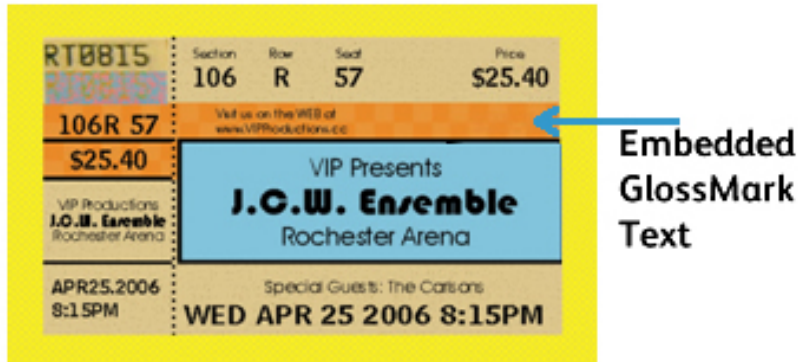 RT0815
106R 57
$25.40
VIP Productions
J.C.W. Ensemble
Rochester Arena
APR25.2006
8:15PM
Section Row Seat Price
106 R 57 $25.40
Visit us on the WEB at
www.VIPProductions.cc
VIP Presents
J.C.W. Ensemble
Rochester Arena
Special Guests: The Carlsons
WED APR 25 2006 8:15PM
Embedded
GlossMark
Text